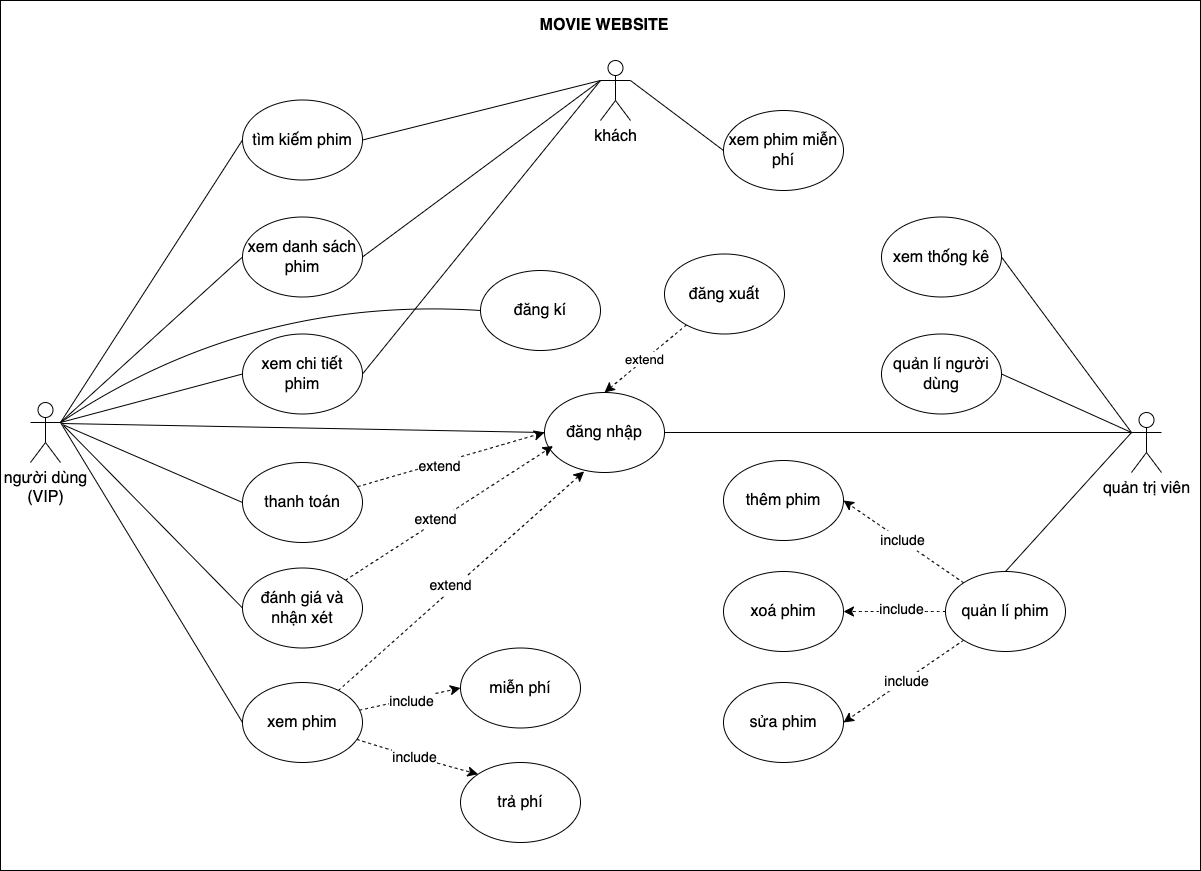 MOVIE WEBSITE
khách
tìm kiếm phim
xem phim miễn
phí
xem danh sách
phim
xem thống kê
đăng kí
đăng xuất
extend
xem chi tiết
phim
quản lí người
dùng
đăng nhập
người dùng
(VIP)
quản trị viên
extend
thanh toán
extend
thêm phim
include
đánh giá và
nhận xét
extend
xoá phim
include
quản lí phim
miễn phí
include
include
xem phim
sửa phim
include
trả phí